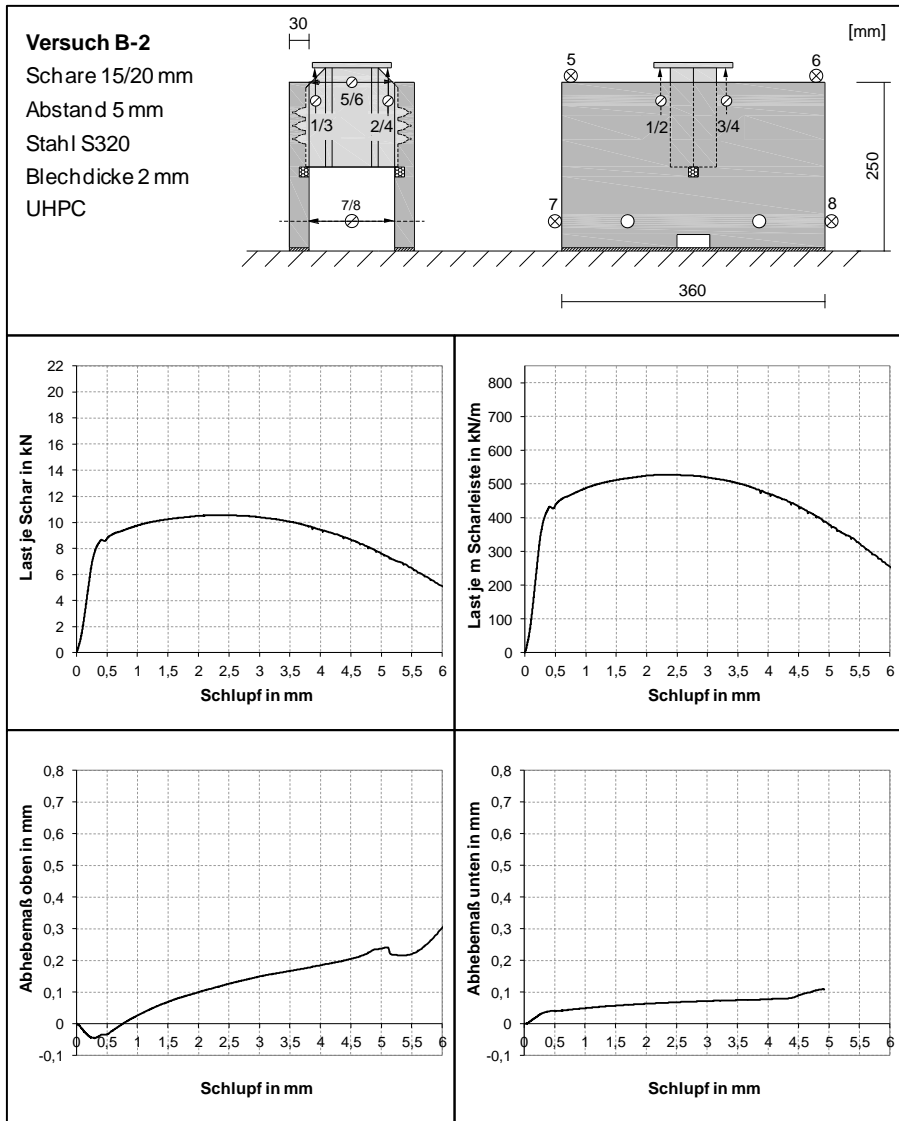 Versuch B-2
Schare 15/20 mm
Abstand 5 mm
Stahl S320
Blechdicke 2 mm
UHPC
30
5/6
1/3
2/4
7/8
[mm]
5
6
1/2
3/4
7
8
250
360
Last je Schar in kN
22
20
18
16
14
12
10
8
6
4
2
0
0 0,5 1 1,5 2 2,5 3 3,5 4 4,5 5 5,5 6
Schlupf in mm
Last je m Scharleiste in kN/m
800
700
600
500
400
300
200
100
0
0 0,5 1 1,5 2 2,5 3 3,5 4 4,5 5 5,5 6
Schlupf in mm
Abhebemaß oben in mm
0,8
0,7
0,6
0,5
0,4
0,3
0,2
0,1
0
-0,1
0 0,5 1 1,5 2 2,5 3 3,5 4 4,5 5 5,5 6
Schlupf in mm
Abhebemaß unten in mm
0,8
0,7
0,6
0,5
0,4
0,3
0,2
0,1
0
-0,1
0 0,5 1 1,5 2 2,5 3 3,5 4 4,5 5 5,5 6
Schlupf in mm